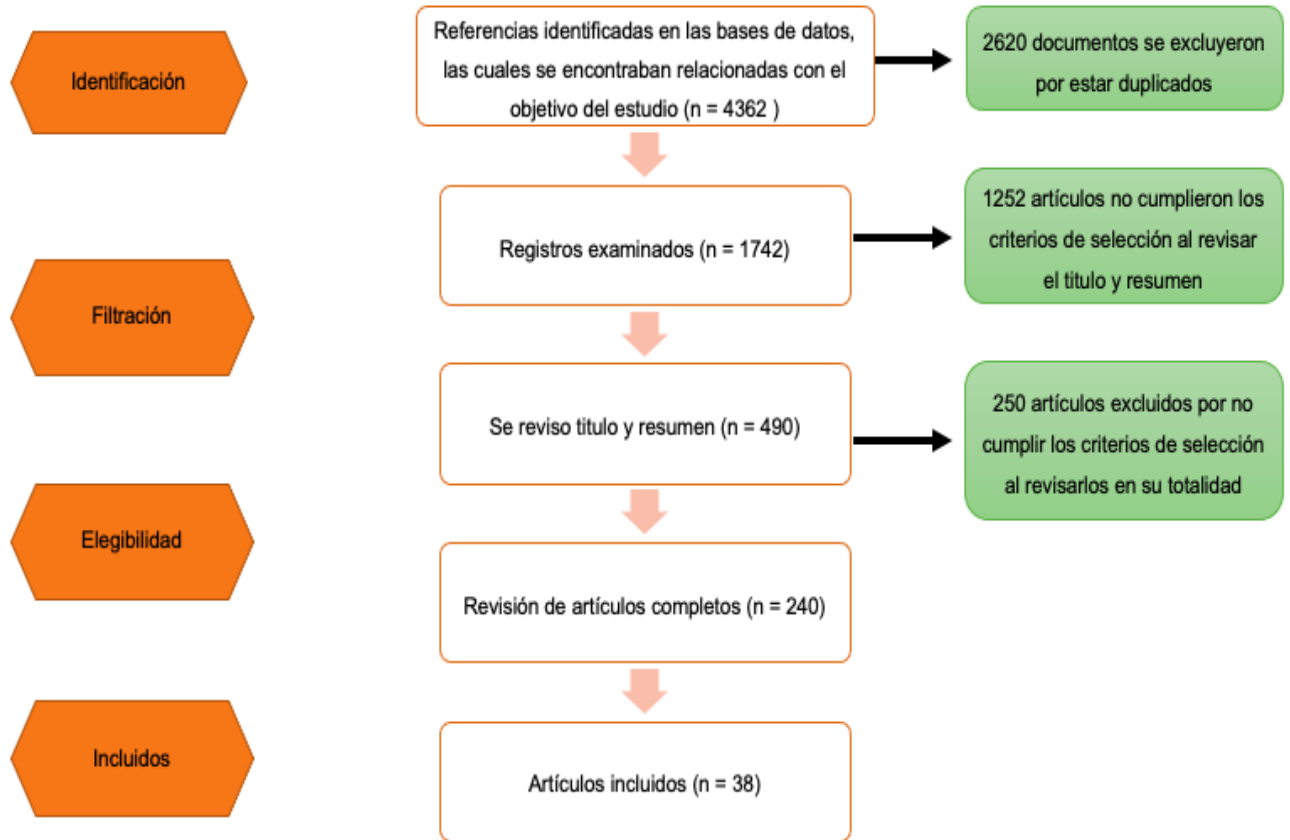 Identificación
Referencias identificadas en las bases de datos,
las cuales se encontraban relacionadas con el
objetivo del estudio (n = 4362 )
2620 documentos se excluyeron
por estar duplicados
Filtración
Registros examinados (n = 1742)
1252 artículos no cumplieron los
criterios de selección al revisar
el titulo y resumen
Se reviso titulo y resumen (n = 490)
250 artículos excluidos por no
cumplir los criterios de selección
al revisarlos en su totalidad
Elegibilidad
Revisión de artículos completos (n = 240)
Incluidos
Artículos incluidos (n = 38)